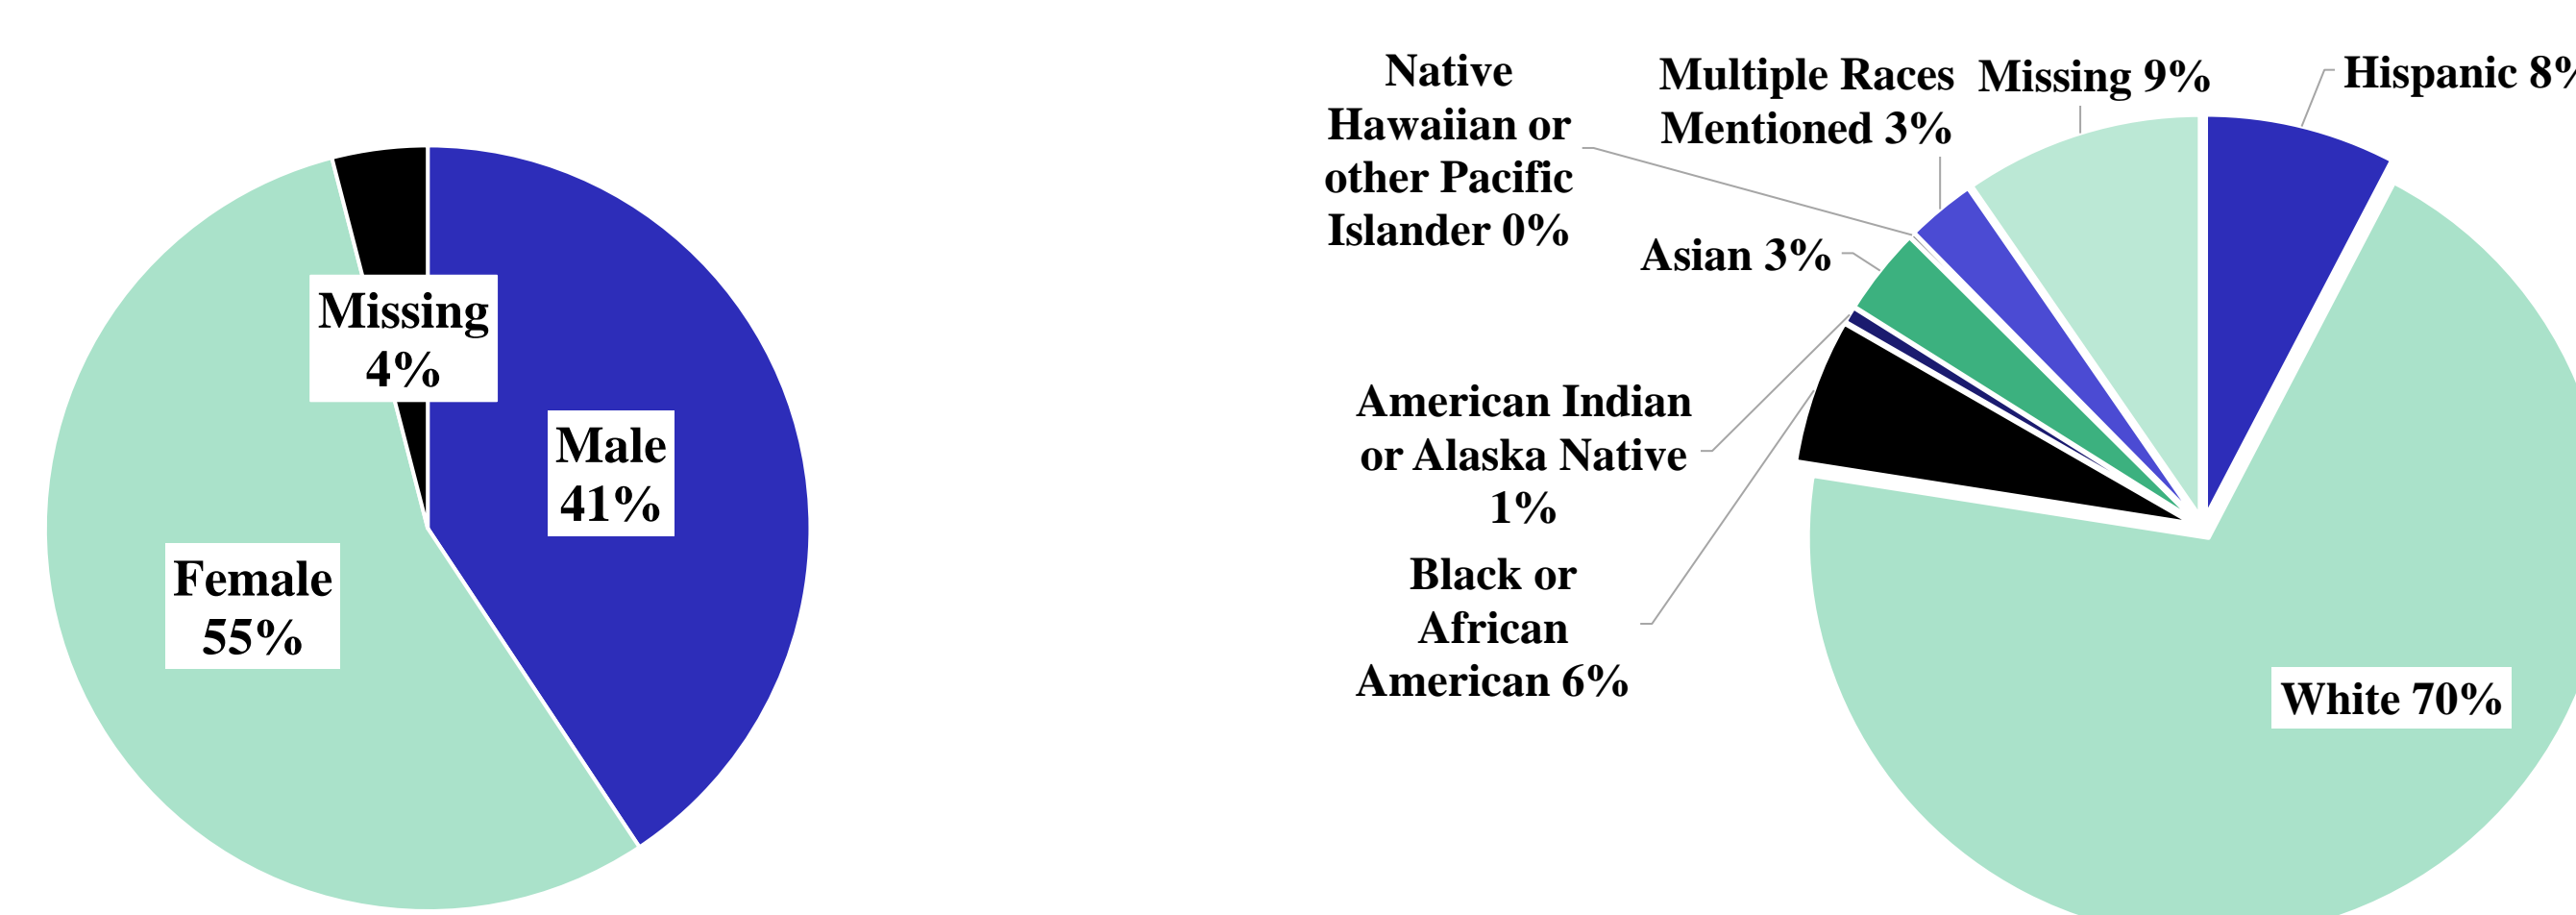 Missing
4%
Male
41%
Female
55%
Native
Hawaiian or
other Pacific
Islander 0%
Multiple Races
Mentioned 3%
Missing 9%
Hispanic 8%
Asian 3%
American Indian
or Alaska Native
1%
Black or
African
American 6%
White 70%